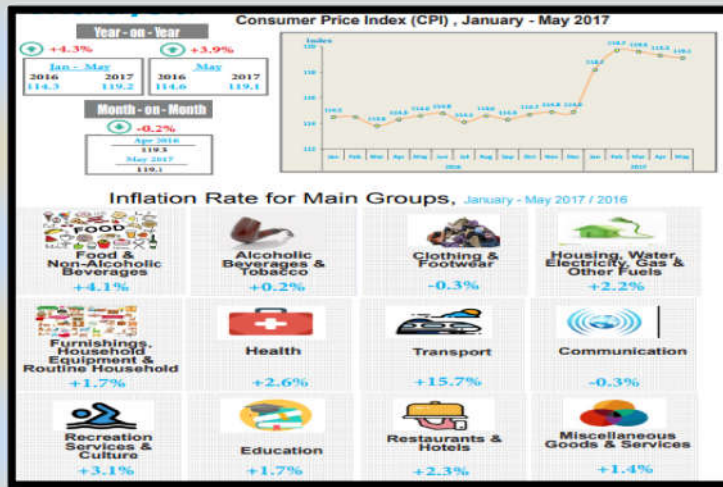 Consumer Price Index (CPI) , January - May 2017
Year - on - Year
+4.3%
+3.9%
Jan - May
2016 2017
114.3 119.2
May
2016 2017
114.6 119.1
Month - on - Month
-0.2%
Apr 2016
119.3
May 2017
119.1
Index
Jan Feb Mar Apr May Jun Jul Aug Sep Oct Nov Dec Jan Feb Mar Apr May
2016 2017
Inflation Rate for Main Groups, January - May 2017 / 2016
FOOD
Food &
Non-Alcoholic
Beverages
+4.1%
Alcoholic
Beverages &
Tobacco
+0.2%
Clothing &
Footwear
-0.3%
Housing, Water,
Electricity, Gas &
Other Fuels
+2.2%
Furnishings,
Household
Equipment &
Routine Household
+1.7%
Health
+2.6%
Transport
+15.7%
Communication
-0.3%
Recreation
Services &
Culture
+3.1%
Education
+1.7%
Restaurants &
Hotels
+2.3%
Miscellaneous
Goods & Services
+1.4%